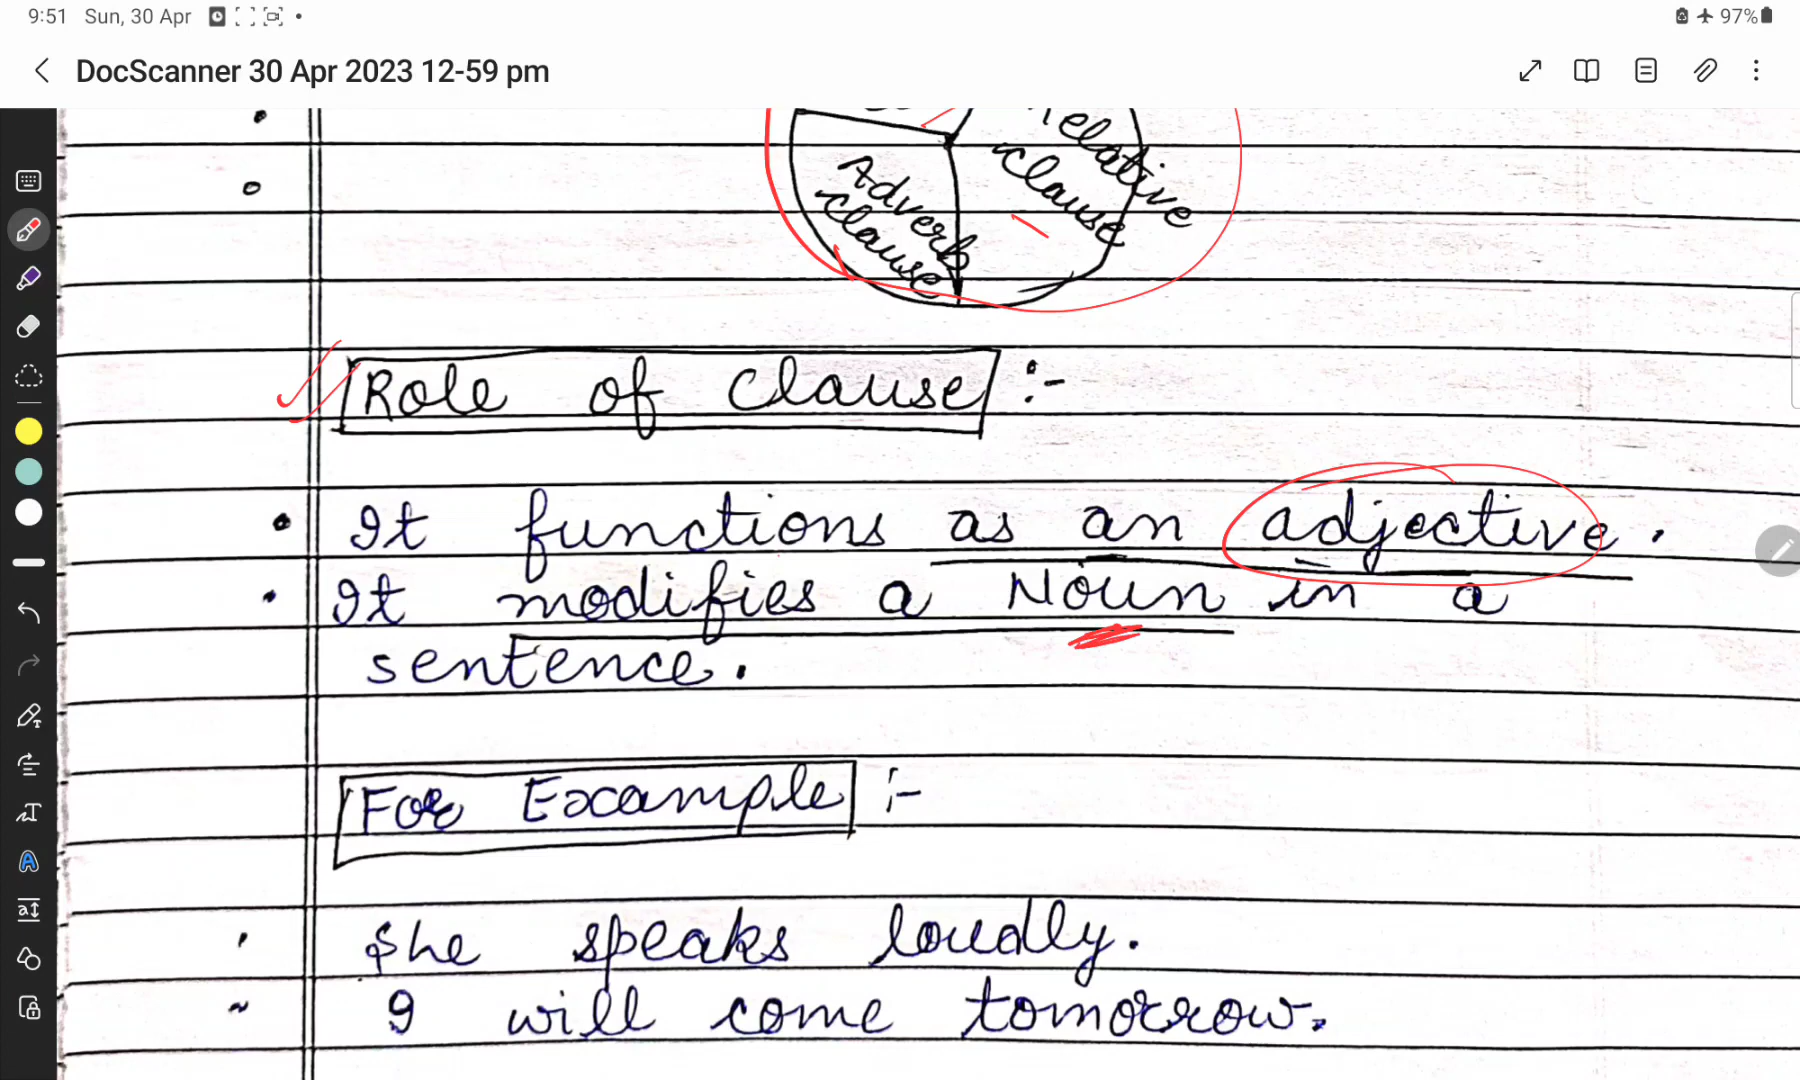 9:51 Sun, 30 Apr
97%
DocScanner 30 Apr 2023 12-59 pm
relative
clause
Adverb
clause
Role of Clause :-
• It functions as an adjective.
• It modifies a Noun in a
sentence.
For Example :-
She speaks loudly.
I will come tomorrow.